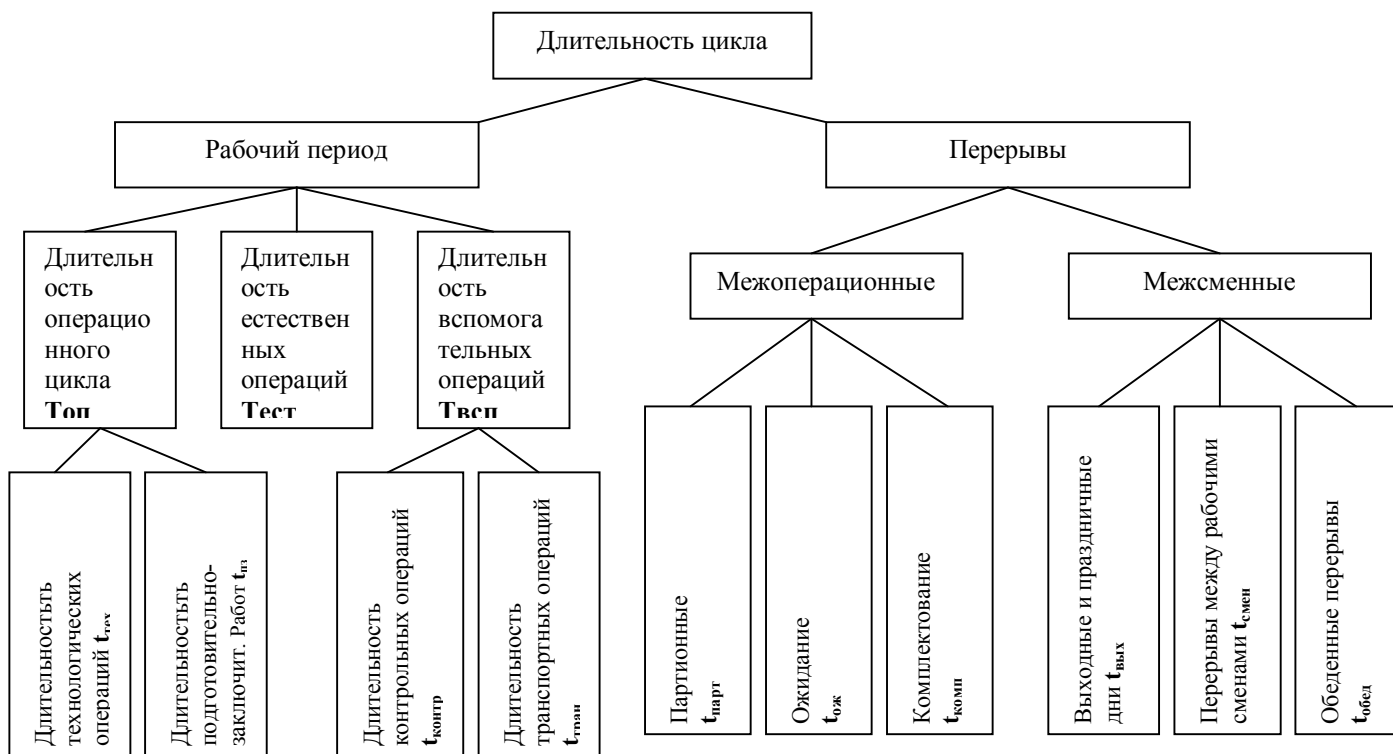 Длительность цикла
Рабочий период
Перерывы
Длительн
ость
операцио
нного
цикла
Топ
Длительн
ость
естествен
ных
операций
Тест
Длительн
ость
вспомога
тельных
операций
Твсп
Межоперационные
Межсменные
Длительностьть
технологических
операций tтех
Длительностьть
подготовительно-
заключит. Работ tпз
Длительность
контрольных операций
tконтр
Длительность
транспортных операций
tтран
Партионные
tпарт
Ожидание
tож
Комплектование
tкомп
Выходные и праздничные
дни tвых
Перерывы между рабочими
сменами tсмен
Обеденные перерывы
tобед